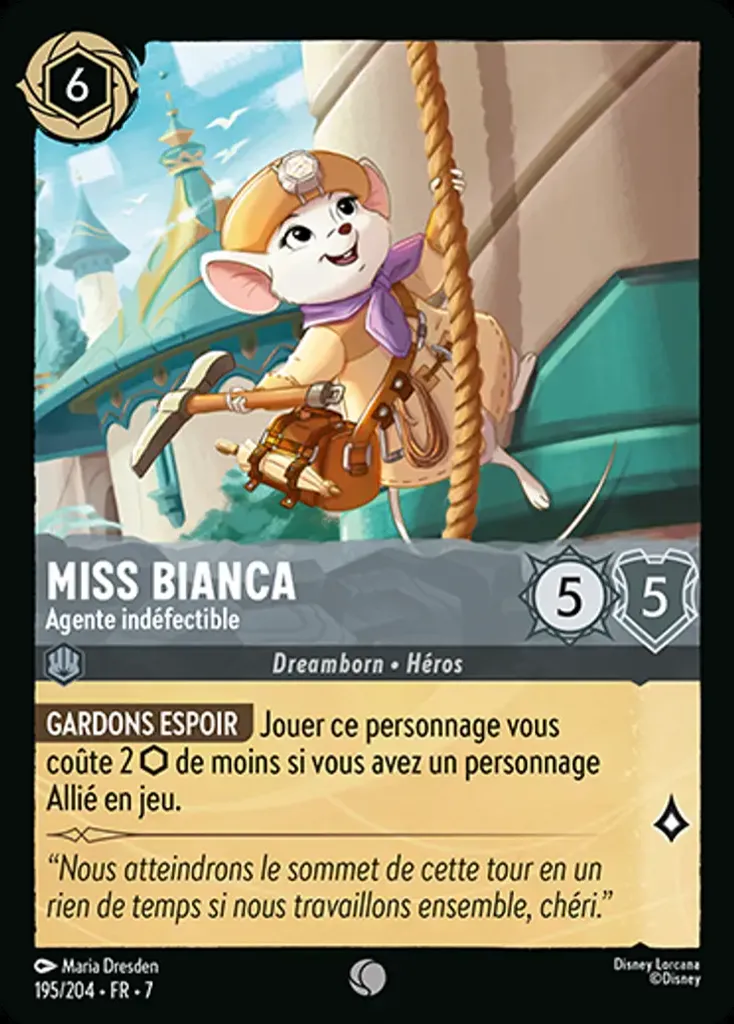 6
MISS BIANCA
Agente indéfectible
5
5
Dreamborn • Héros
GARDONS ESPOIR Jouer ce personnage vous
coûte 2 ⬡ de moins si vous avez un personnage
Allié en jeu.
“Nous atteindrons le sommet de cette tour en un
rien de temps si nous travaillons ensemble, chéri.”
Maria Dresden
195/204 • FR • 7
Disney Lorcana
©Disney